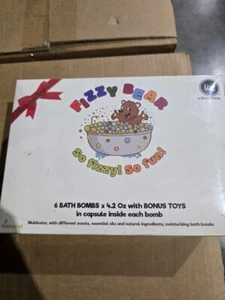 FIZZY BEAR
So fizzy! So fun!
6 BATH BOMBS x 4.2 Oz with BONUS TOYS
in capsule inside each bomb
Multicolor, with different scents, essential oils and natural ingredients, moisturizing bath bombs